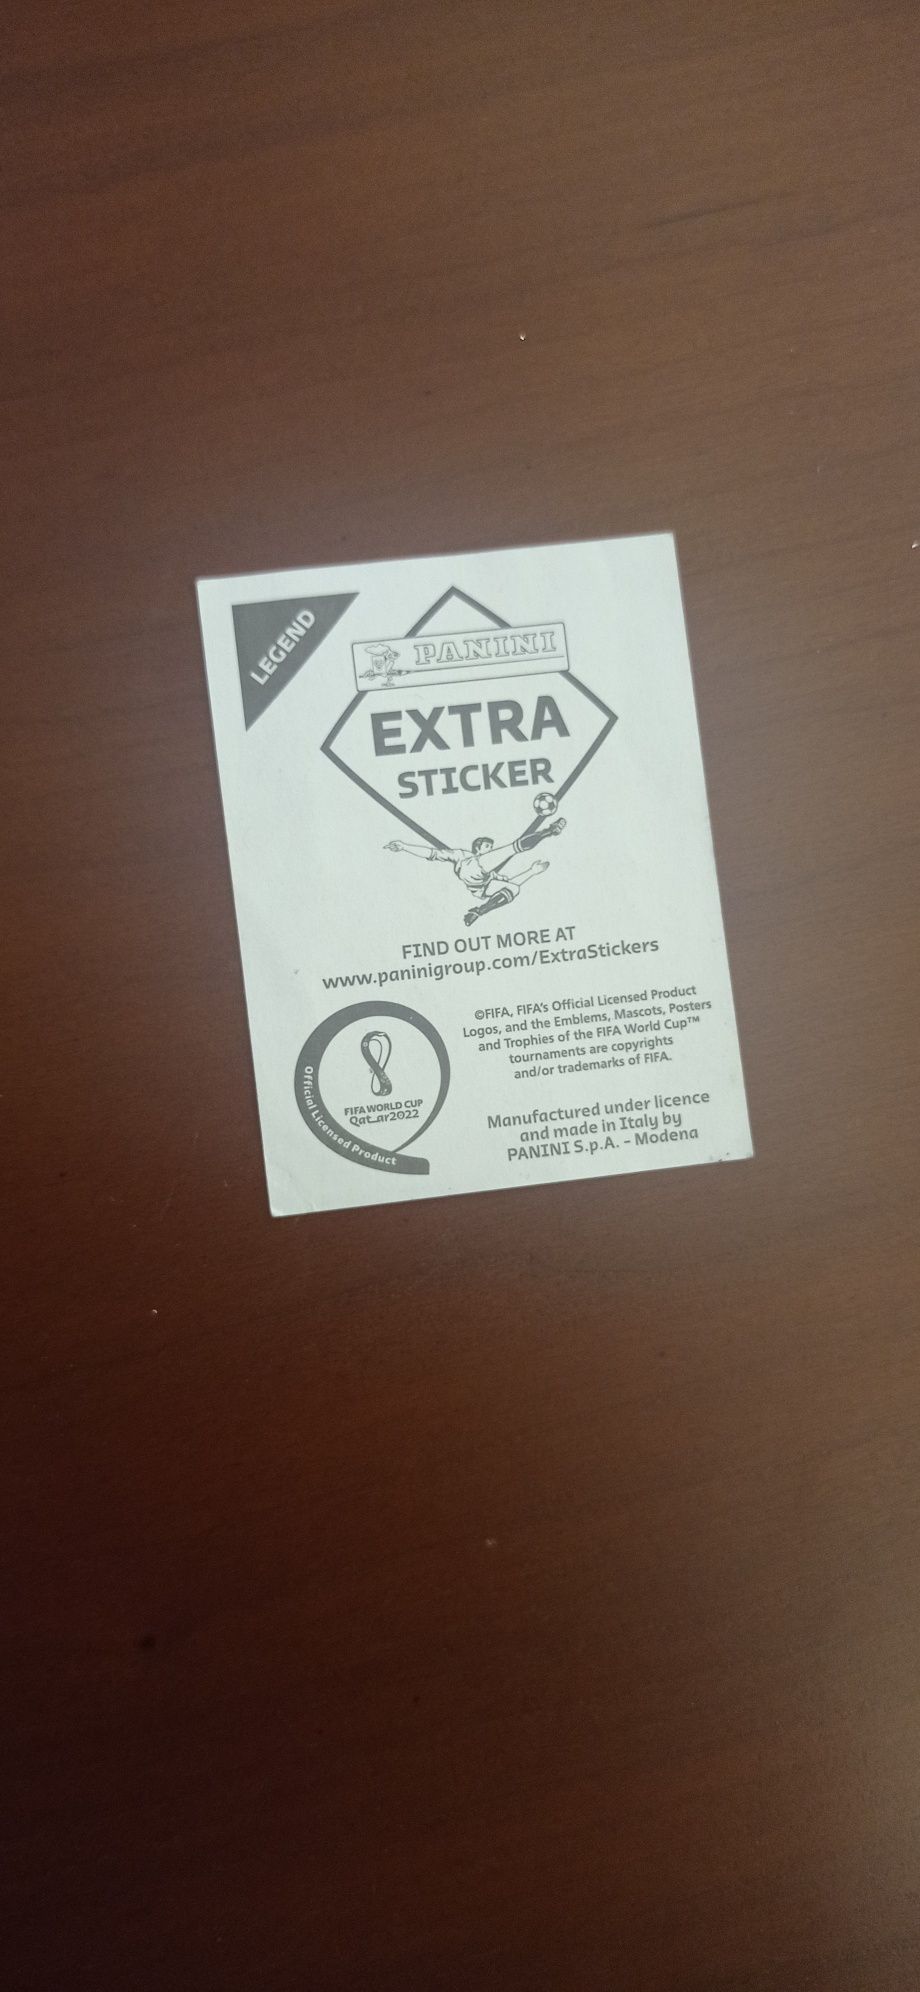 LEGEND
PANINI
EXTRA
STICKER
FIND OUT MORE AT
www.paninigroup.com/ExtraStickers
©FIFA, FIFA's Official Licensed Product
Logos, and the Emblems, Mascots, Posters
and Trophies of the FIFA World Cup™
tournaments are copyrights
and/or trademarks of FIFA.
Official Licensed Product
FIFA WORLD CUP
Qat_ar2022
Manufactured under licence
and made in Italy by
PANINI S.p.A. - Modena